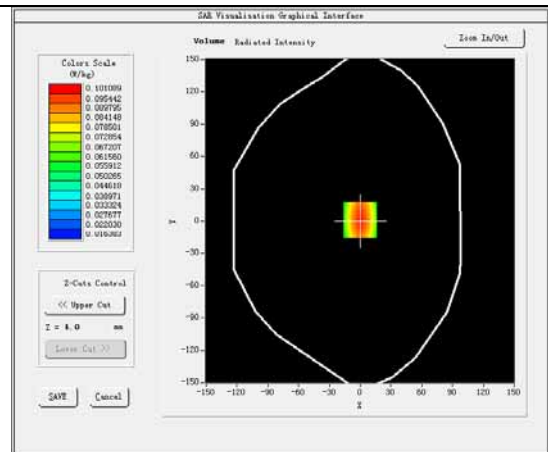 SAR Visualisation Graphical Interface
Volume Radiated Intensity
Zoom In/Out
Colors Scale
(W/kg)
0.101089
0.095442
0.089795
0.084148
0.078501
0.072854
0.067207
0.061560
0.055912
0.050265
0.044618
0.038971
0.033324
0.027677
0.022030
0.016383
150
120
90
60
30
0
-30
-60
-90
-120
-150
Y
-150 -120 -90 -60 -30 0 30 60 90 120 150
X
Z-Cuts Control
<< Upper Cut
Z = 4.0 mm
Lower Cut >>
SAVE Cancel